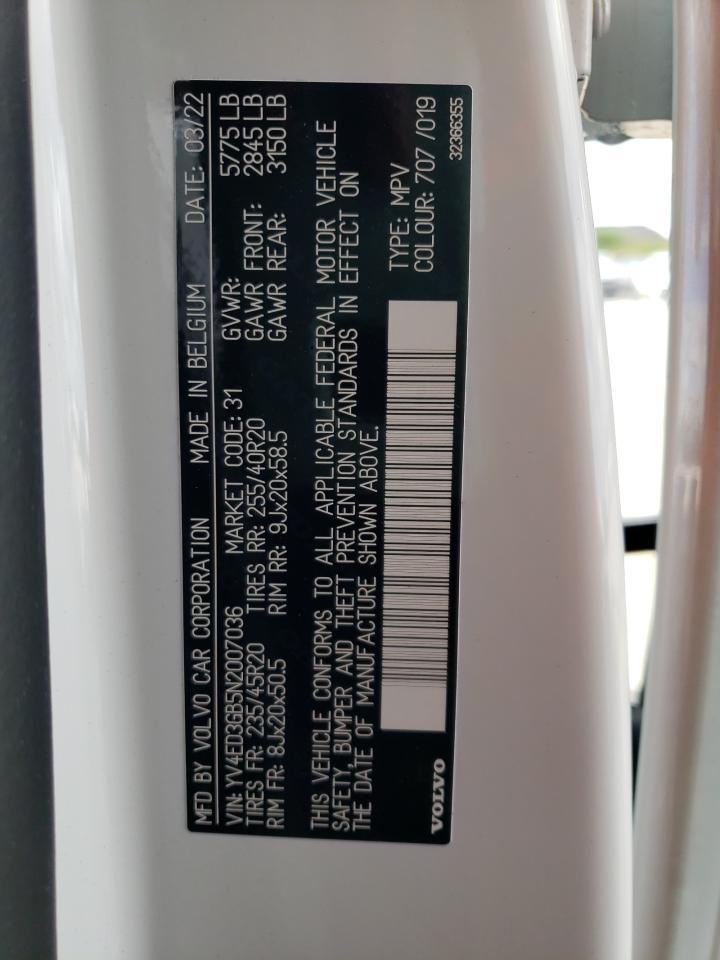 MFD BY VOLVO CAR CORPORATION MADE IN BELGIUM DATE: 03/22
VIN: YV4ED3GB5N2007036 MARKET CODE: 31 GVWR: 5775 LB
TIRES FR: 235/45R20 TIRES RR: 255/40R20 GAWR FRONT: 2845 LB
RIM FR: 8Jx20x50.5 RIM RR: 9Jx20x58.5 GAWR REAR: 3150 LB
THIS VEHICLE CONFORMS TO ALL APPLICABLE FEDERAL MOTOR VEHICLE
SAFETY, BUMPER AND THEFT PREVENTION STANDARDS IN EFFECT ON
THE DATE OF MANUFACTURE SHOWN ABOVE.
TYPE: MPV
COLOUR: 707 /019
VOLVO
32366355